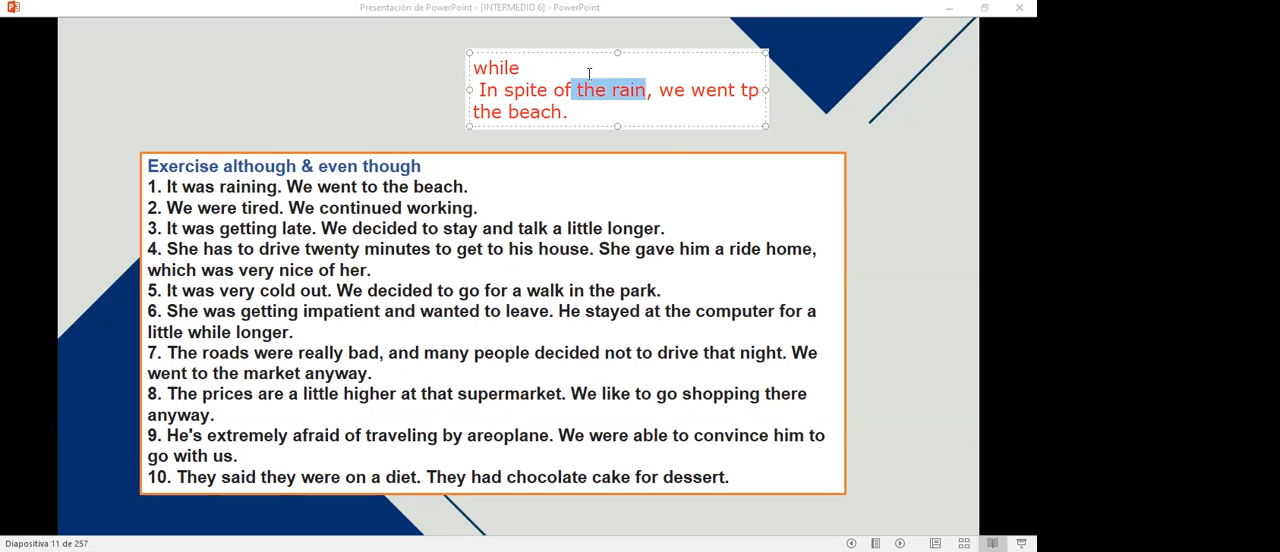 Presentación de PowerPoint - [INTERMEDIO 6] - PowerPoint
while
In spite of the rain, we went tp
the beach.
Exercise although & even though
1. It was raining. We went to the beach.
2. We were tired. We continued working.
3. It was getting late. We decided to stay and talk a little longer.
4. She has to drive twenty minutes to get to his house. She gave him a ride home,
which was very nice of her.
5. It was very cold out. We decided to go for a walk in the park.
6. She was getting impatient and wanted to leave. He stayed at the computer for a
little while longer.
7. The roads were really bad, and many people decided not to drive that night. We
went to the market anyway.
8. The prices are a little higher at that supermarket. We like to go shopping there
anyway.
9. He's extremely afraid of traveling by areoplane. We were able to convince him to
go with us.
10. They said they were on a diet. They had chocolate cake for dessert.
Diapositiva 11 de 257